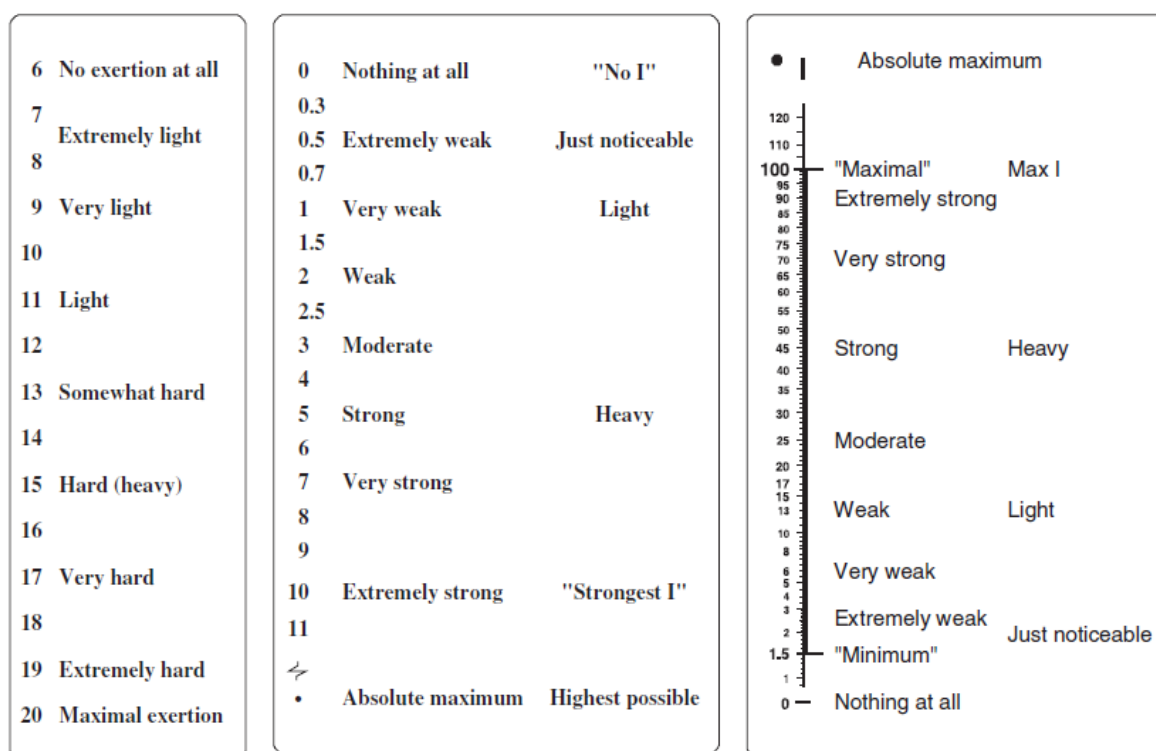 6 No exertion at all
7
Extremely light
8
9 Very light
10
11 Light
12
13 Somewhat hard
14
15 Hard (heavy)
16
17 Very hard
18
19 Extremely hard
20 Maximal exertion
0 Nothing at all "No I"
0.3
0.5 Extremely weak Just noticeable
0.7
1 Very weak Light
1.5
2 Weak
2.5
3 Moderate
4
5 Strong Heavy
6
7 Very strong
8
9
10 Extremely strong "Strongest I"
11
• Absolute maximum Highest possible
• Absolute maximum
120
110
100 "Maximal" Max I
95
90 Extremely strong
85
80
75
70 Very strong
65
60
55
50
45 Strong Heavy
40
35
30
25 Moderate
20
17
15
13 Weak Light
10
8
6 Very weak
5
4
3
Extremely weak
2 Just noticeable
1.5 "Minimum"
1
0 Nothing at all